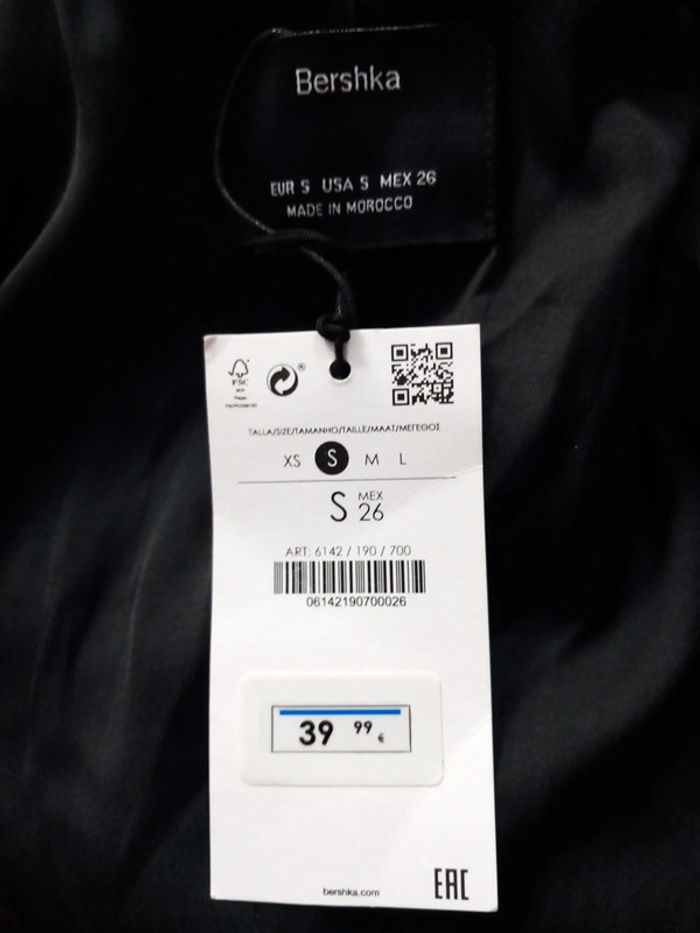 Bershka
EUR S USA S MEX 26
MADE IN MOROCCO
FSC
TALLA/SIZE/TAMANHO/TAILLE/MAAT/ΜΕΓΕΘΟΣ
XS S M L
S MEX 26
ART: 6142 / 190 / 700
06142190700026
39 99 €
bershka.com
EAC